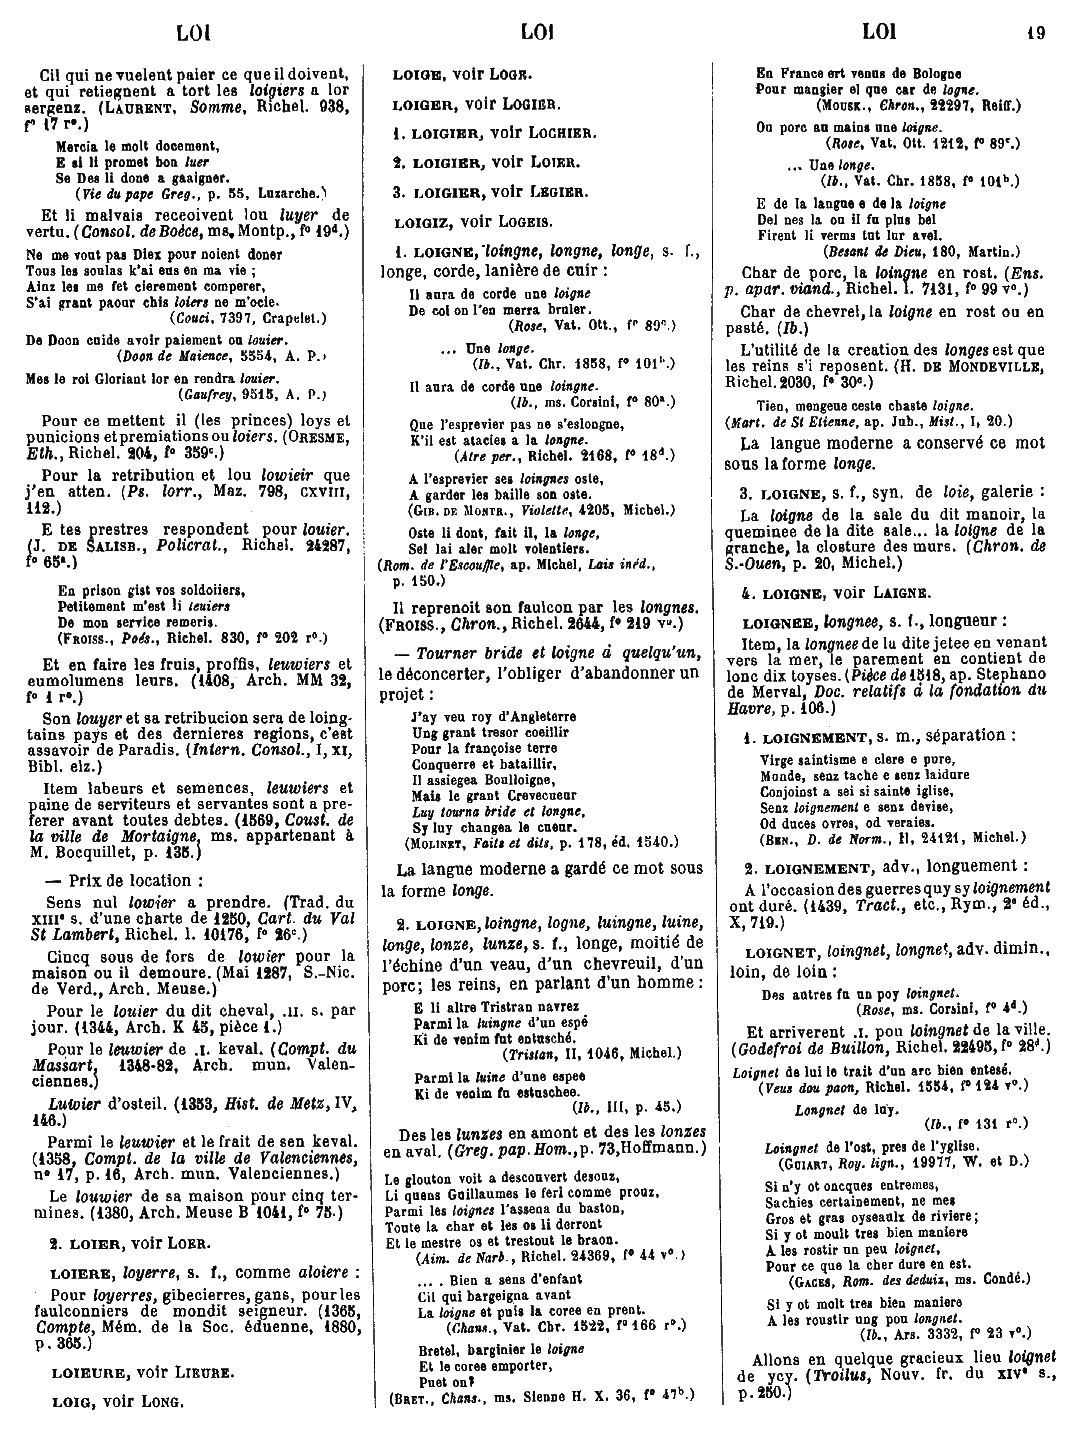 LOI
LOI
LOI
19
Cil qui ne vuelent paier ce que il doivent,
et qui retiegnent a tort les loigiers a lor
sergenz. (LAURENT, Somme, Richel. 938,
f° 17 r°.)
Mercia le molt docement,
E si li promet bon luer
Se Deu li done a gaaigner.
(Vie du pape Greg., p. 55, Luzarche.)
Et li malvais receoivent lou luyer de
vertu. (Consol. de Boèce, ms. Montp., f° 19d.)
Ne me vout pas Diex pour noient doner
Tous les soulas k'ai eus en ma vie ;
Ainz les me fet cierement comperer,
S'ai grant paour chis loiers ne m'ocie.
(Couci, 7397, Crapelet.)
De Doon cuide avoir paiement ou louier.
(Doon de Maience, 5554, A. P.)
Mes le roi Gloriant lor en rendra louier.
(Gaufrey, 9515, A. P.)
Pour ce mettent il (les princes) loys et
punicions et premiations ou loiers. (ORESME,
Eth., Richel. 204, f° 359c.)
Pour la retribution et lou lowieir que
j'en atten. (Ps. lorr., Maz. 798, CXVIII,
112.)
E tes prestres respondent pour louier.
(J. DE SALISB., Policrat., Richel. 24287,
f° 65a.)
En prison gist vos soldoiiers,
Petitement m'est li leuiers
De mon service remeris.
(FROISS., Poés., Richel. 830, f° 202 r°.)
Et en faire les fruis, proffis, leuwiers et
eumolumens leurs. (1408, Arch. MM 32,
f° 1 r°.)
Son louyer et sa retribucion sera de loing-
tains pays et des dernieres regions, c'est
assavoir de Paradis. (Intern. Consol., I, XI,
Bibl. elz.)
Item labeurs et semences, leuwiers et
paine de serviteurs et servantes sont a pre-
ferer avant toutes debtes. (1569, Coust. de
la ville de Mortaigne, ms. appartenant à
M. Bocquillet, p. 135.)
— Prix de location :
Sens nul lowier a prendre. (Trad. du
XIIIe s. d'une charte de 1250, Cart. du Val
St Lambert, Richel. l. 10176, f° 26c.)
Cincq sous de fors de lowier pour la
maison ou il demoure. (Mai 1287, S.-Nic.
de Verd., Arch. Meuse.)
Pour le louier du dit cheval, .II. s. par
jour. (1344, Arch. K 45, pièce 1.)
Pour le leuwier de .I. keval. (Compt. du
Massart, 1348-82, Arch. mun. Valen-
ciennes.)
Luwier d'osteil. (1353, Hist. de Metz, IV,
146.)
Parmi le leuwier et le frait de sen keval.
(1358, Compt. de la ville de Valenciennes,
n° 17, p. 16, Arch. mun. Valenciennes.)
Le louwier de sa maison pour cinq ter-
mines. (1380, Arch. Meuse B 1041, f° 75.)
2. LOIER, voir LOER.
LOIERE, loyerre, s. f., comme aloiere :
Pour loyerres, gibecierres, gans, pour les
faulconniers de mondit seigneur. (1365,
Compte, Mém. de la Soc. éduenne, 1880,
p. 365.)
LOIEURE, voir LIEURE.
LOIG, voir LONG.
LOIGE, voir LOGE.
LOIGER, voir LOGIER.
1. LOIGIER, voir LOCHIER.
2. LOIGIER, voir LOIER.
3. LOIGIER, voir LEGIER.
LOIGIZ, voir LOGEIS.
1. LOIGNE, loingne, longne, longe, s. f.,
longe, corde, lanière de cuir :
Il aura de corde une loigne
De col on l'en merra bruler.
(Rose, Vat. Ott., f° 89c.)
... Une longe.
(Ib., Vat. Chr. 1858, f° 101b.)
Il aura de corde une loingne.
(Ib., ms. Corsini, f° 80a.)
Que l'esprevier pas ne s'eslongne,
K'il est atacies a la longne.
(Atre per., Richel. 2168, f° 18d.)
A l'esprevier ses loingnes oste,
A garder les baille son oste.
(GIB. DE MONTR., Violette, 4205, Michel.)
Oste li dont, fait il, la longe,
Sel lai aler molt volentiers.
(Rom. de l'Escouffle, ap. Michel, Lais inéd.,
p. 150.)
Il reprenoit son faulcon par les longnes.
(FROISS., Chron., Richel. 2644, f° 219 v°.)
— Tourner bride et loigne à quelqu'un,
le déconcerter, l'obliger d'abandonner un
projet :
J'ay veu roy d'Angleterre
Ung grant tresor coeillir
Pour la françoise terre
Conquerre et bataillir,
Il assiegea Boulloigne,
Mais le grant Crevecueur
Luy tourna bride et longne,
Sy luy changea le cueur.
(MOLINET, Faits et dits, p. 178, éd. 1540.)
La langue moderne a gardé ce mot sous
la forme longe.
2. LOIGNE, loingne, logne, luingne, luine,
longe, lonze, lunze, s. f., longe, moitié de
l'échine d'un veau, d'un chevreuil, d'un
porc; les reins, en parlant d'un homme :
E li altre Tristran navrez
Parmi la luingne d'un espé
Ki de venim fut entusché.
(Tristan, II, 1046, Michel.)
Parmi la luine d'une espee
Ki de venim fu estuschee.
(Ib., III, p. 45.)
Des les lunzes en amont et des les lonzes
en aval. (Greg. pap. Hom., p. 73, Hoffmann.)
Le glouton voit a descouvert desouz,
Li quens Guillaumes le feri comme prouz,
Parmi les loignes l'assena du baston,
Toute la char et les os li derront
Et le mestre os et trestout le braon.
(Aim. de Narb., Richel. 24369, f° 44 v°.)
.... Bien a sens d'enfant
Cil qui bargeigna avant
La loigne et puis la coree en prent.
(Chans., Vat. Chr. 1522, f° 166 r°.)
Bretel, barginier le loigne
Et le coree emporter,
Puet on?
(BRET., Chans., ms. Sienne H. X. 36, f° 47b.)
En France ert venus de Bologne
Pour mangier el que car de logne.
(MOUSK., Chron., 22297, Reiff.)
Ou porc au mains une loigne.
(Rose, Vat. Ott. 1212, f° 89c.)
... Une longe.
(Ib., Vat. Chr. 1858, f° 101b.)
E de la langue e de la loigne
Del nes la ou il fu plus bel
Firent li verms tut lur avel.
(Besant de Dieu, 180, Martin.)
Char de porc, la loingne en rost. (Ens.
p. apar. viand., Richel. l. 7131, f° 99 v°.)
Char de chevrel, la loigne en rost ou en
pasté. (Ib.)
L'utilité de la creation des longes est que
les reins s'i reposent. (H. DE MONDEVILLE,
Richel. 2030, f° 30c.)
Tien, mengeue ceste chaste loigne.
(Mart. de St Etienne, ap. Jub., Mist., I, 20.)
La langue moderne a conservé ce mot
sous la forme longe.
3. LOIGNE, s. f., syn. de loie, galerie :
La loigne de la sale du dit manoir, la
queminee de la dite sale... la loigne de la
granche, la closture des murs. (Chron. de
S.-Ouen, p. 20, Michel.)
4. LOIGNE, voir LAIGNE.
LOIGNEE, longnee, s. f., longueur :
Item, la longnee de lu dite jetee en venant
vers la mer, le parement en contient de
lonc dix toyses. (Pièce de 1518, ap. Stephano
de Merval, Doc. relatifs à la fondation du
Havre, p. 106.)
1. LOIGNEMENT, s. m., séparation :
Virge saintisme e clere e pure,
Munde, senz tache e senz laidure
Conjoinst a sei si sainte iglise,
Senz loignement e senz devise,
Od duces ovres, od veraies.
(BEN., D. de Norm., II, 24121, Michel.)
2. LOIGNEMENT, adv., longuement :
A l'occasion des guerres quy sy loignement
ont duré. (1439, Tract., etc., Rym., 2e éd.,
X, 719.)
LOIGNET, loingnet, longnet, adv. dimin.,
loin, de loin :
Des autres fu un poy loingnet.
(Rose, ms. Corsini, f° 4d.)
Et arriverent .I. pou loingnet de la ville.
(Godefroi de Buillon, Richel. 22495, f° 28d.)
Loignet de lui le trait d'un arc bien entesé.
(Veus dou paon, Richel. 1554, f° 124 v°.)
Longnet de luy.
(Ib., f° 131 r°.)
Loingnet de l'ost, pres de l'yglise.
(GUIART, Roy. lign., 19977, W. et D.)
Si n'y ot oncques entremes,
Sachies certainement, ne mes
Gros et gras oyseaulx de riviere;
Si y ot moult tres bien maniere
A les rostir un peu loignet,
Pour ce que la cher dure en est.
(GACES, Rom. des deduiz, ms. Condé.)
Si y ot molt tres bien maniere
A les roustir ung pou longnet.
(Ib., Ars. 3332, f° 23 v°.)
Allons en quelque gracieux lieu loignet
de ycy. (Troilus, Nouv. fr. du XIVe s.,
p. 250.)